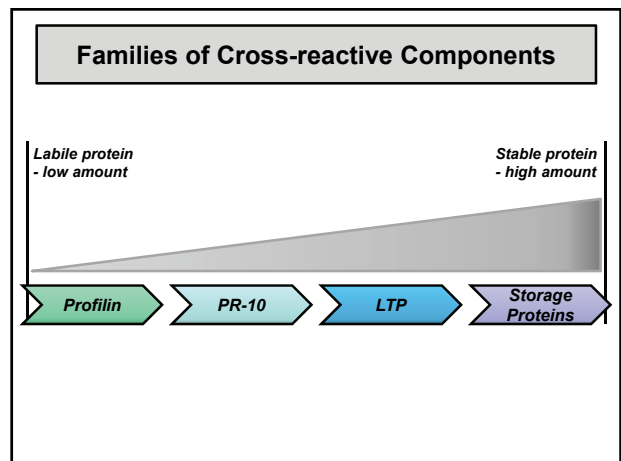 Families of Cross-reactive Components
Labile protein
- low amount
Stable protein
- high amount
Profilin
PR-10
LTP
Storage
Proteins